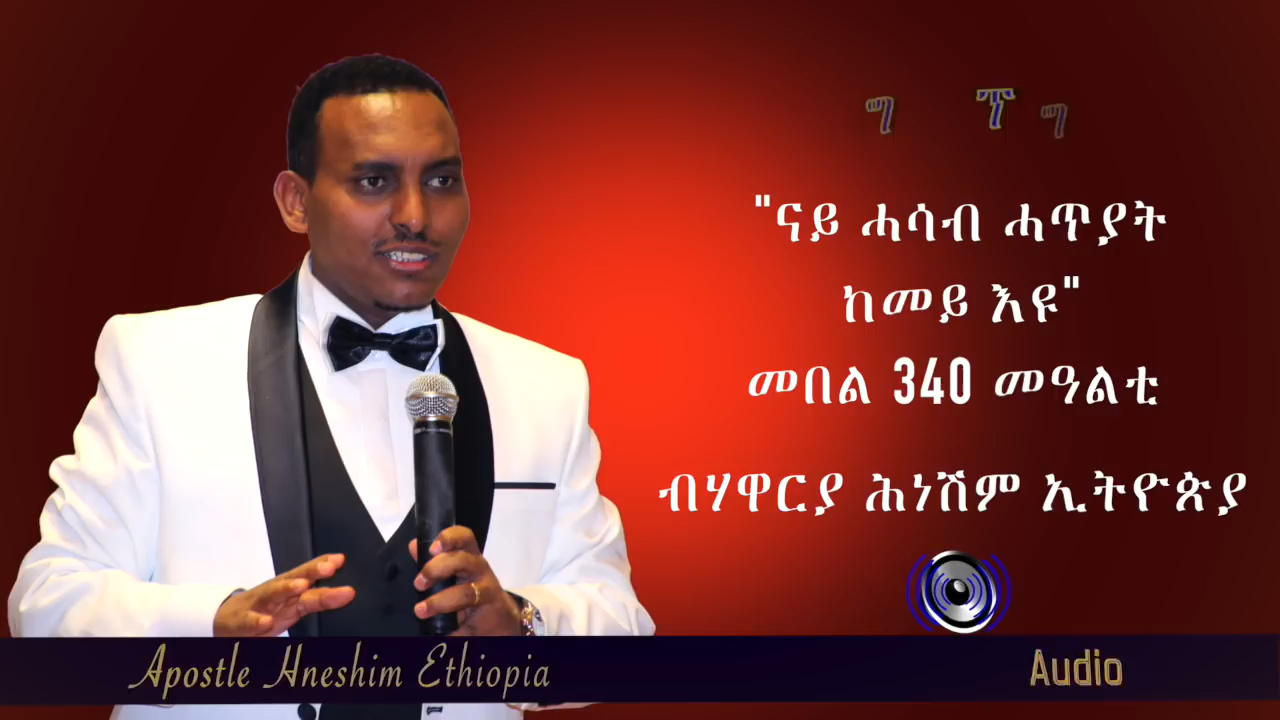 ግ ፕ ግ
"ናይ ሓሳብ ሓጥያት
ከመይ እዩ"
መበል 340 መዓልቲ
ብሃዋርያ ሕነሽም ኢትዮጵያ
Apostle Hneshim Ethiopia
Audio